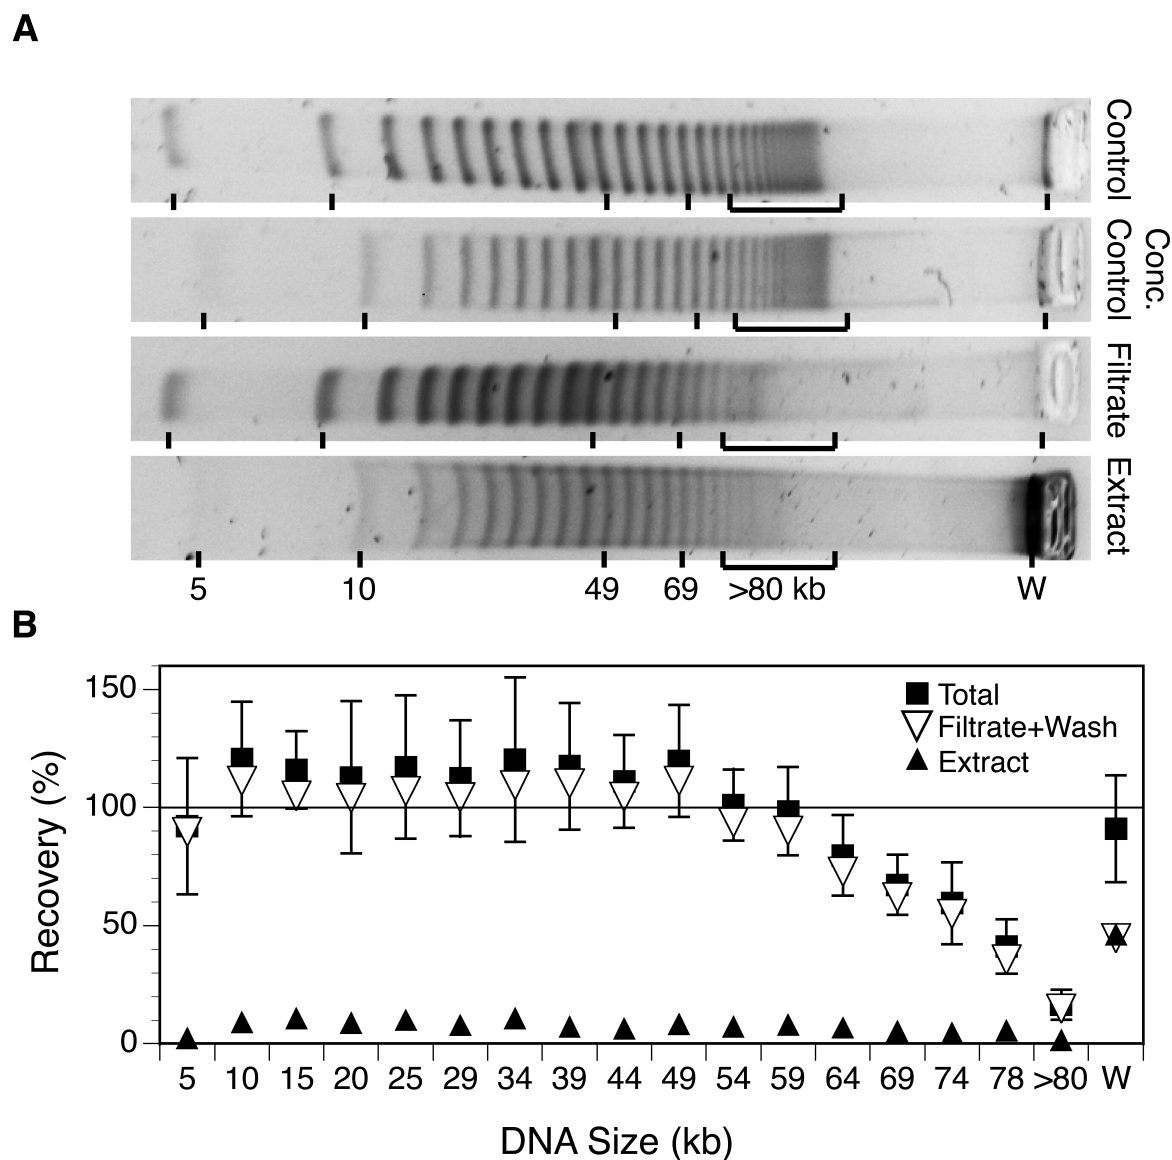 A
Control
Conc.
Control
Filtrate
Extract
5 10 49 69 >80 kb W
B
Recovery (%)
150
100
50
0
Total
Filtrate+Wash
Extract
5 10 15 20 25 29 34 39 44 49 54 59 64 69 74 78 >80 W
DNA Size (kb)